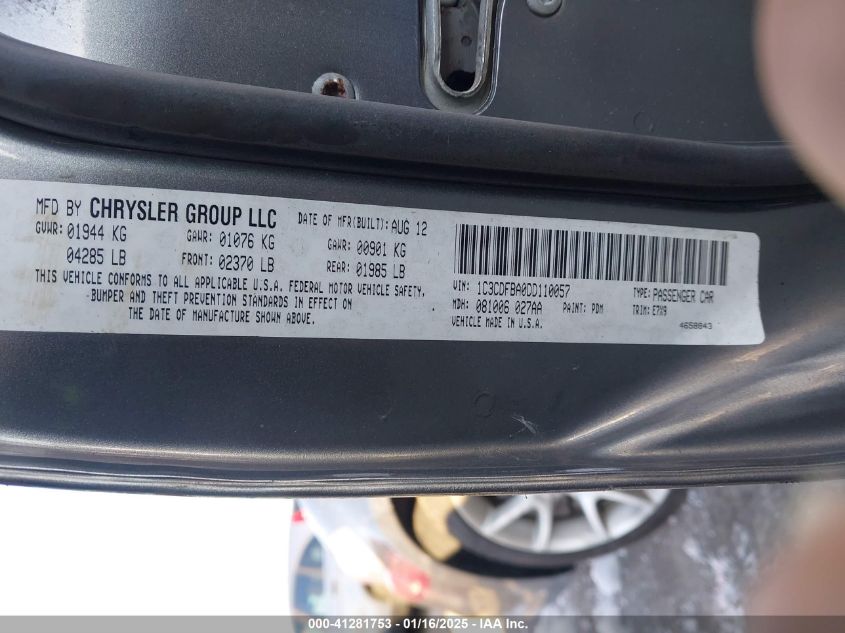 MFD BY CHRYSLER GROUP LLC DATE OF MFR(BUILT): AUG 12
GVWR: 01944 KG GAWR: 01076 KG GAWR: 00901 KG
04285 LB FRONT: 02370 LB REAR: 01985 LB
THIS VEHICLE CONFORMS TO ALL APPLICABLE U.S.A. FEDERAL MOTOR VEHICLE SAFETY,
BUMPER AND THEFT PREVENTION STANDARDS IN EFFECT ON
THE DATE OF MANUFACTURE SHOWN ABOVE.
VIN: 1C3CDFBA0DD110057 TYPE: PASSENGER CAR
MDH: 081006 027AA PAINT: PDM TRIM: E7X9
VEHICLE MADE IN U.S.A. 4658843
000-41281753 - 01/16/2025 - IAAI.com